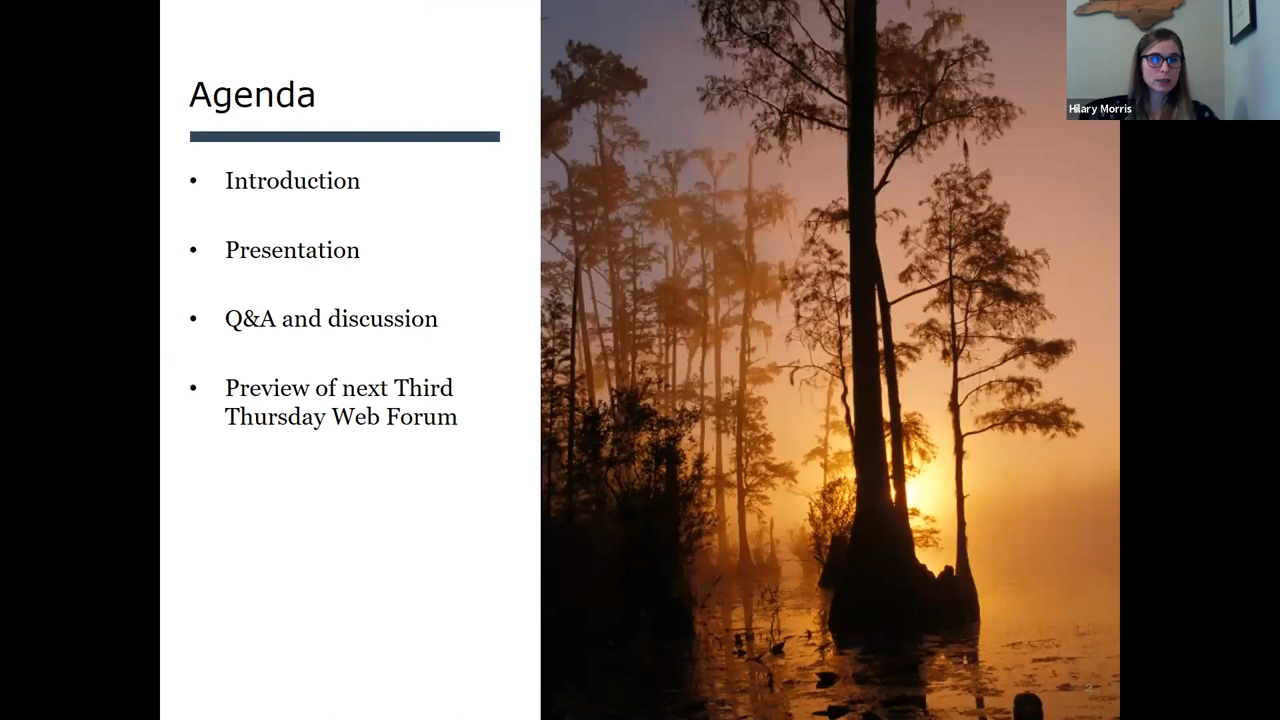 Agenda
• Introduction
• Presentation
• Q&A and discussion
• Preview of next Third
Thursday Web Forum
Hilary Morris